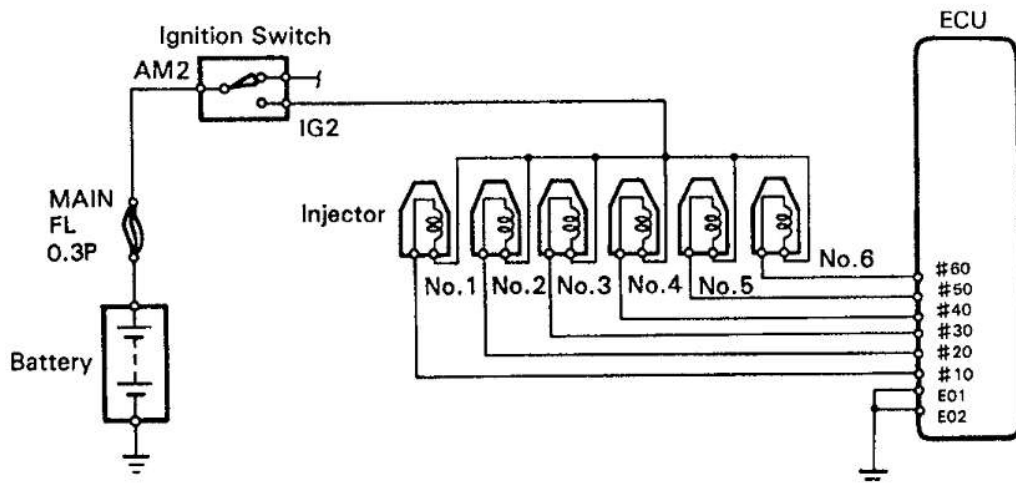 ECU
Ignition Switch
AM2
IG2
MAIN
FL
0.3P
Injector
No.1
No.2
No.3
No.4
No.5
No.6
#60
#50
#40
#30
#20
#10
E01
E02
Battery